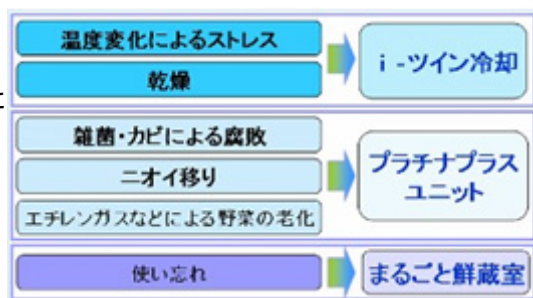 温度変化によるストレス
乾燥
i-ツイン冷却
雑菌・カビによる腐敗
ニオイ移り
エチレンガスなどによる野菜の老化
プラチナプラス
ユニット
使い忘れ
まるごと鮮蔵室